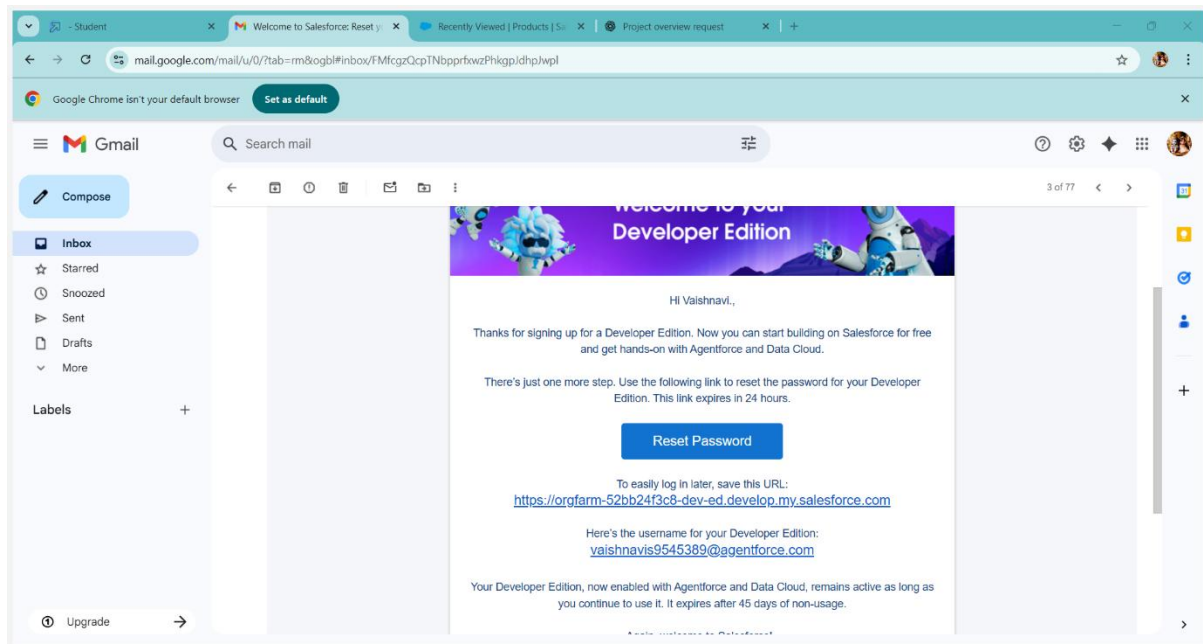 - Student
Welcome to Salesforce: Reset y
Recently Viewed | Products | Sa
Project overview request
mail.google.com/mail/u/0/?tab=rm&ogbl#inbox/FMfcgzQcpTNbpprfxwzPhkgpJdhpJwpl
Google Chrome isn't your default browser
Set as default
Gmail
Search mail
Compose
3 of 77
Inbox
Starred
Snoozed
Sent
Drafts
More
Labels
Upgrade
Welcome to your
Developer Edition
Hi Vaishnavi.,
Thanks for signing up for a Developer Edition. Now you can start building on Salesforce for free
and get hands-on with Agentforce and Data Cloud.
There's just one more step. Use the following link to reset the password for your Developer
Edition. This link expires in 24 hours.
Reset Password
To easily log in later, save this URL:
https://orgfarm-52bb24f3c8-dev-ed.develop.my.salesforce.com
Here's the username for your Developer Edition:
vaishnavis9545389@agentforce.com
Your Developer Edition, now enabled with Agentforce and Data Cloud, remains active as long as
you continue to use it. It expires after 45 days of non-usage.
Again, welcome to Salesforce!